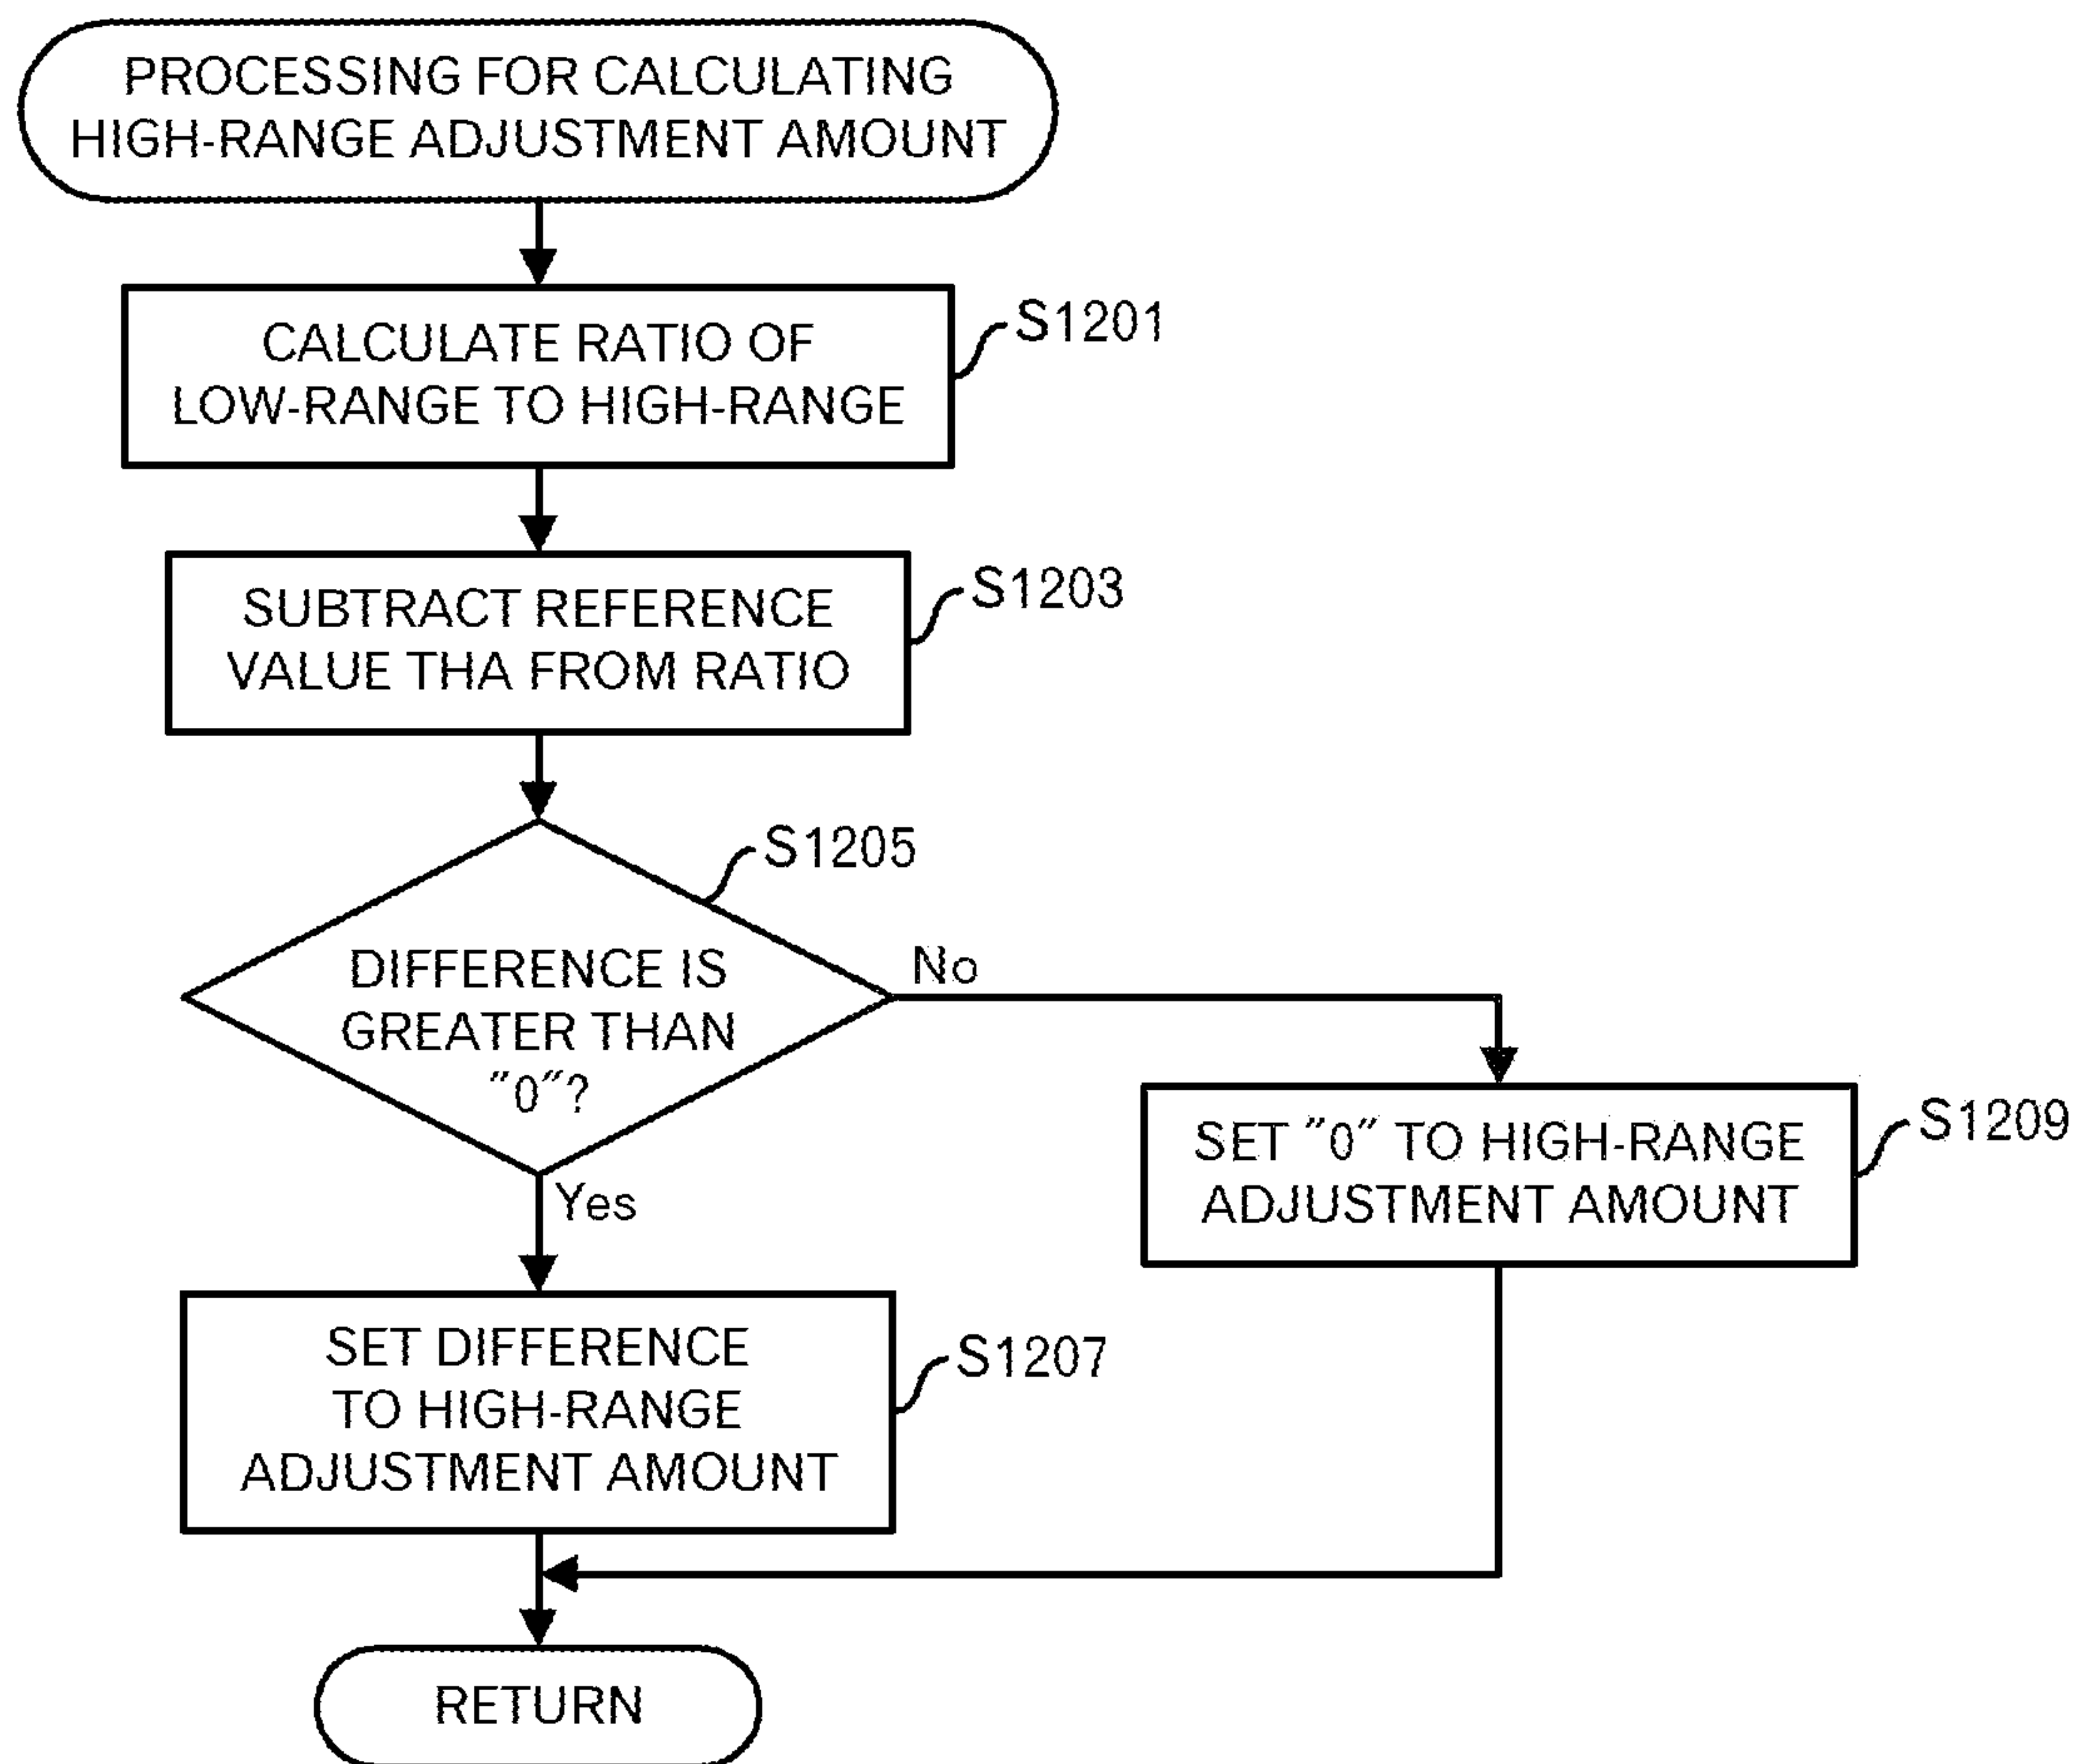 PROCESSING FOR CALCULATING
HIGH-RANGE ADJUSTMENT AMOUNT
CALCULATE RATIO OF
LOW-RANGE TO HIGH-RANGE
S1201
SUBTRACT REFERENCE
VALUE THA FROM RATIO
S1203
S1205
DIFFERENCE IS
GREATER THAN
"0"?
No
Yes
SET "0" TO HIGH-RANGE
ADJUSTMENT AMOUNT
S1209
SET DIFFERENCE
TO HIGH-RANGE
ADJUSTMENT AMOUNT
S1207
RETURN